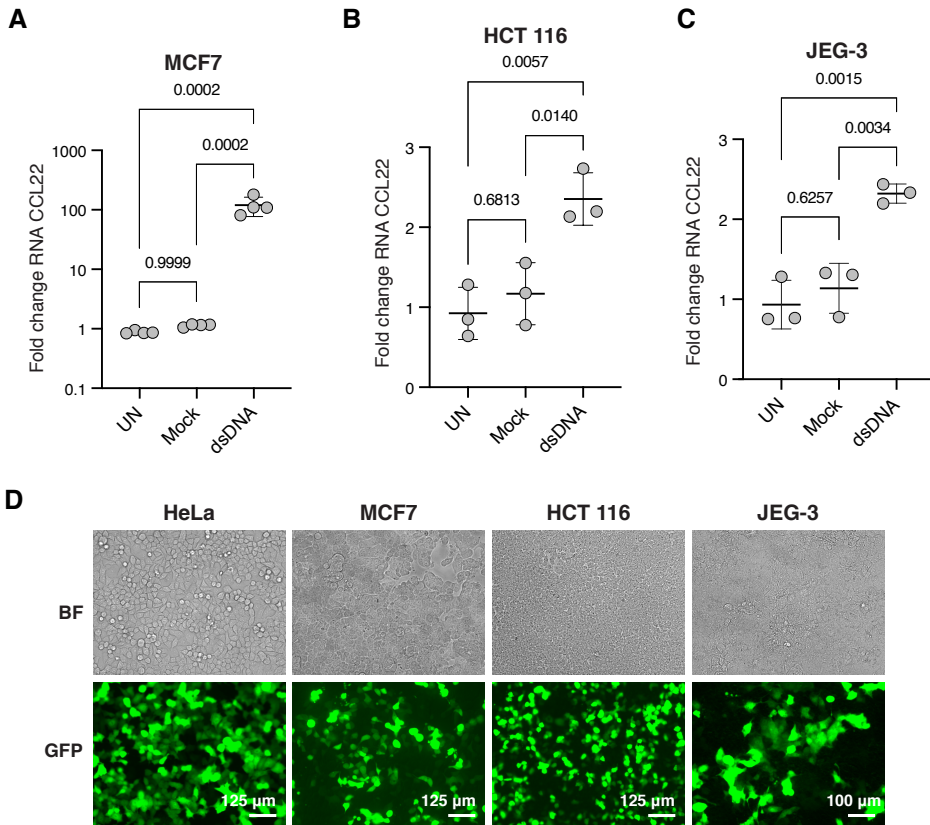 A
MCF7
0.0002
0.0002
0.9999
Fold change RNA CCL22
1000
100
10
1
0.1
UN
Mock
dsDNA
B
HCT 116
0.0057
0.0140
0.6813
Fold change RNA CCL22
3
2
1
0
UN
Mock
dsDNA
C
JEG-3
0.0015
0.0034
0.6257
Fold change RNA CCL22
3
2
1
0
UN
Mock
dsDNA
D
HeLa MCF7 HCT 116 JEG-3
BF
GFP
125 µm 125 µm 125 µm 100 µm